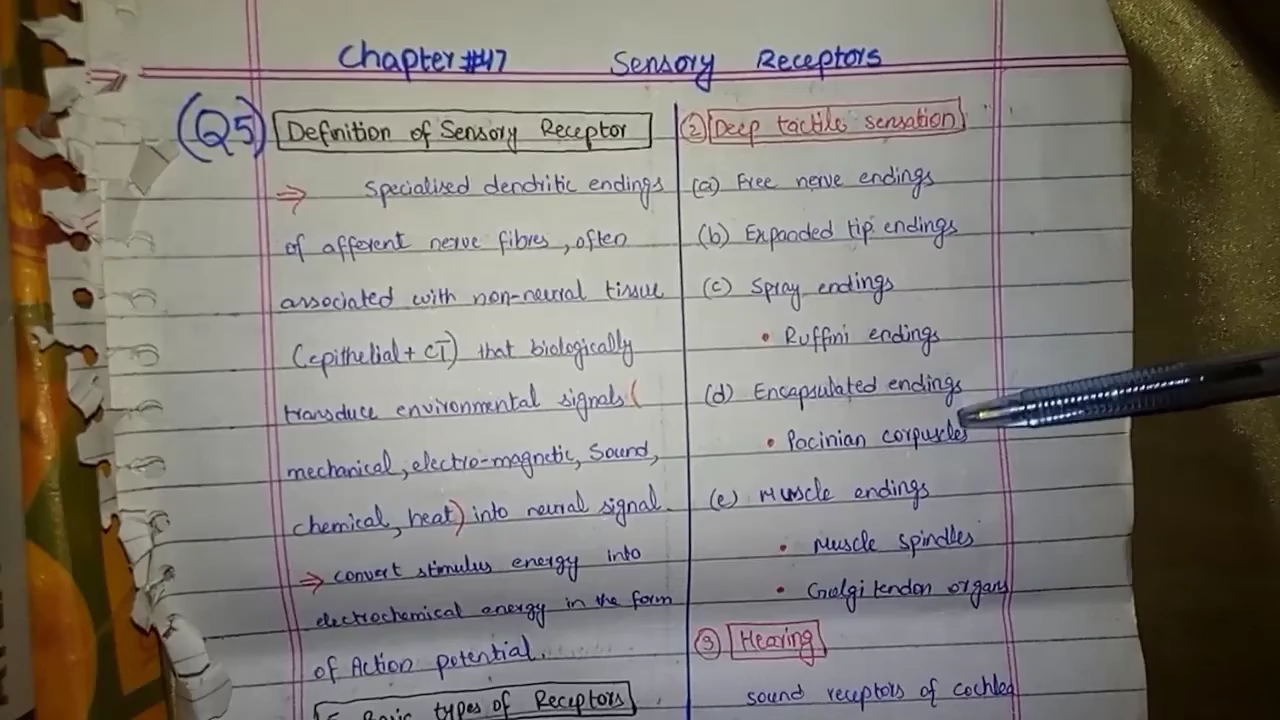 Chapter#47 Sensory Receptors
(Q5) Definition of Sensory Receptor
⇒ Specialised dendritic endings
of afferent nerve fibres, often
associated with non-neural tissue
(epithelial + CT) that biologically
transduce environmental signals (
mechanical, electro-magnetic, Sound,
chemical, heat) into neural signal.
⇒ convert stimulus energy into
electrochemical energy in the form
of Action potential.
5 Basic types of Receptors
② Deep tactile sensation
(a) Free nerve endings
(b) Expanded tip endings
(c) Spray endings
• Ruffini endings
(d) Encapsulated endings
• Pacinian corpuscles
(e) Muscle endings
• Muscle spindles
• Golgi tendon organs
③ Hearing
sound receptors of cochlea